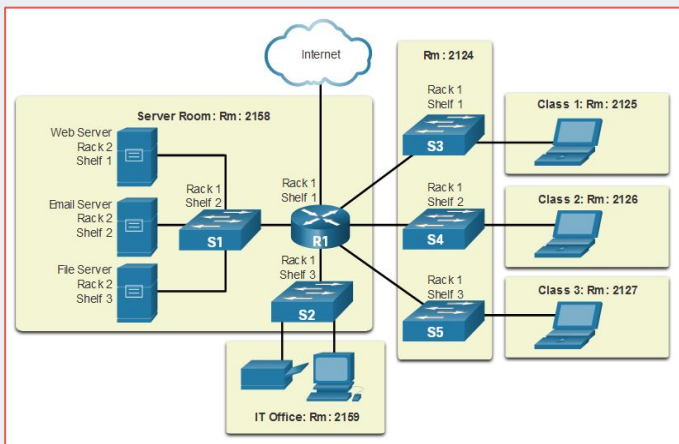 Internet
Rm: 2124
Server Room: Rm: 2158
Web Server
Rack 2
Shelf 1
Email Server
Rack 2
Shelf 2
File Server
Rack 2
Shelf 3
Rack 1
Shelf 2
S1
Rack 1
Shelf 1
R1
Rack 1
Shelf 3
S2
Rack 1
Shelf 1
S3
Rack 1
Shelf 2
S4
Rack 1
Shelf 3
S5
Class 1: Rm: 2125
Class 2: Rm: 2126
Class 3: Rm: 2127
IT Office: Rm: 2159